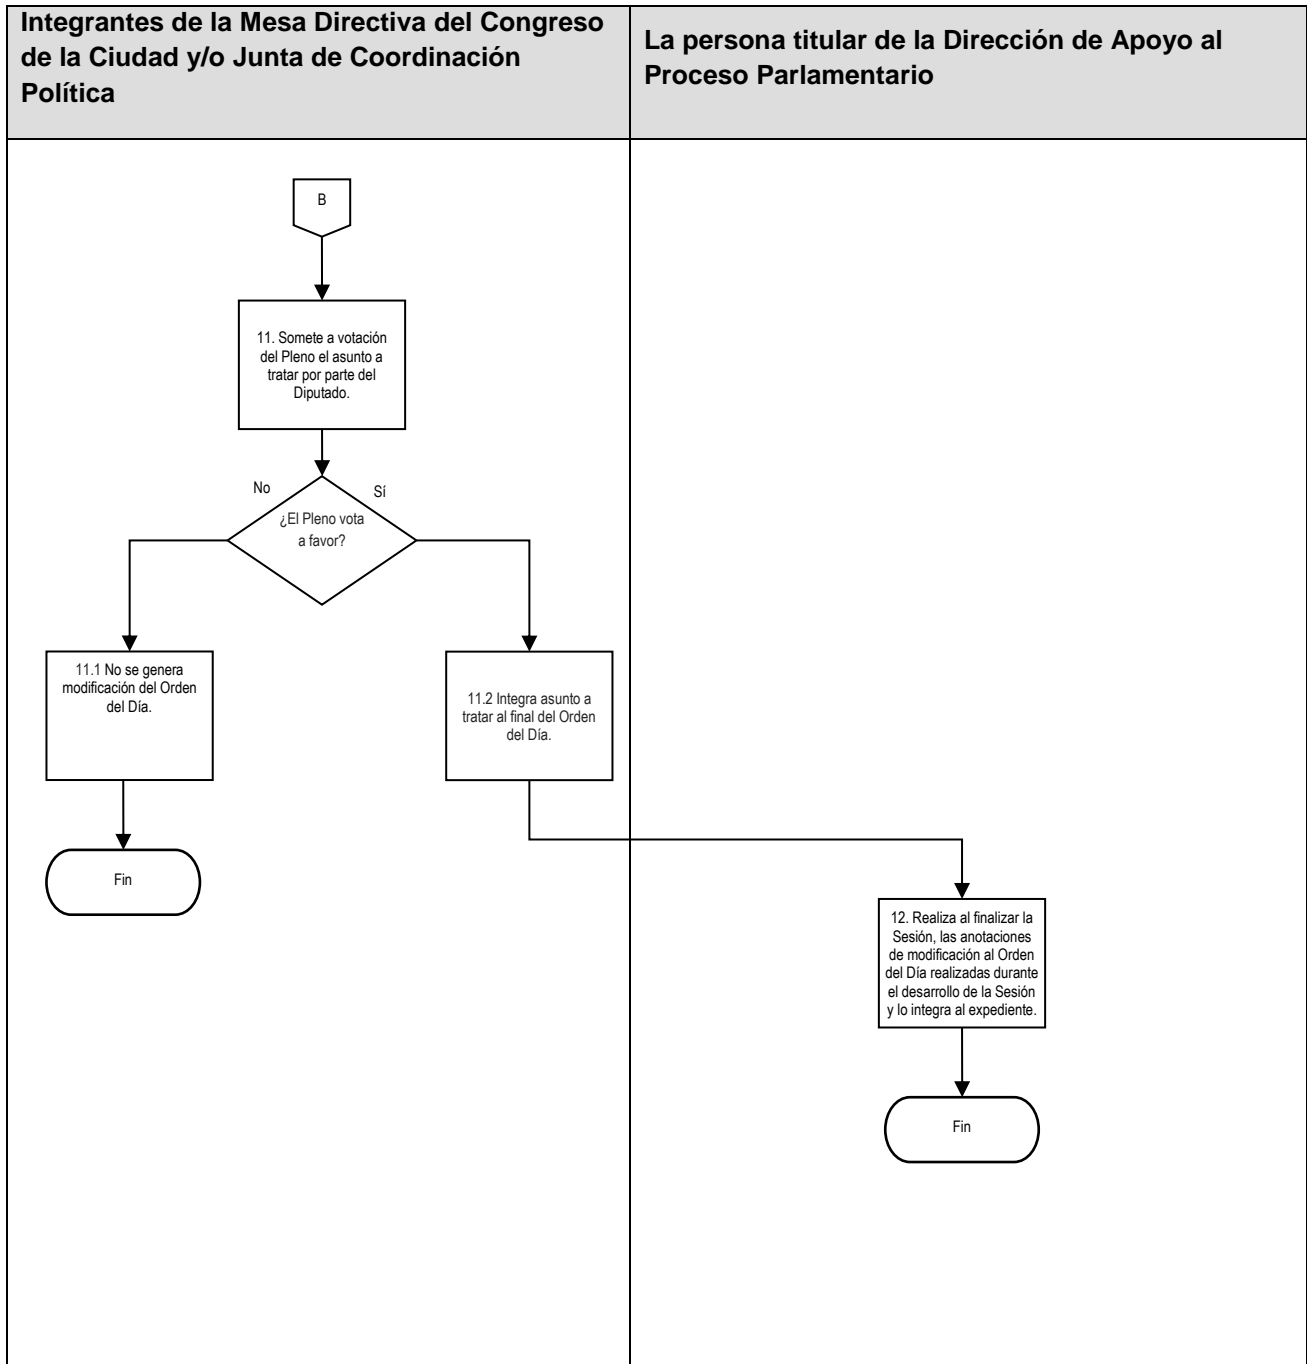 Integrantes de la Mesa Directiva del Congreso
de la Ciudad y/o Junta de Coordinación
Política
La persona titular de la Dirección de Apoyo al
Proceso Parlamentario
B
11. Somete a votación
del Pleno el asunto a
tratar por parte del
Diputado.
No
Sí
¿El Pleno vota
a favor?
11.1 No se genera
modificación del Orden
del Día.
11.2 Integra asunto a
tratar al final del Orden
del Día.
Fin
12. Realiza al finalizar la
Sesión, las anotaciones
de modificación al Orden
del Día realizadas durante
el desarrollo de la Sesión
y lo integra al expediente.
Fin